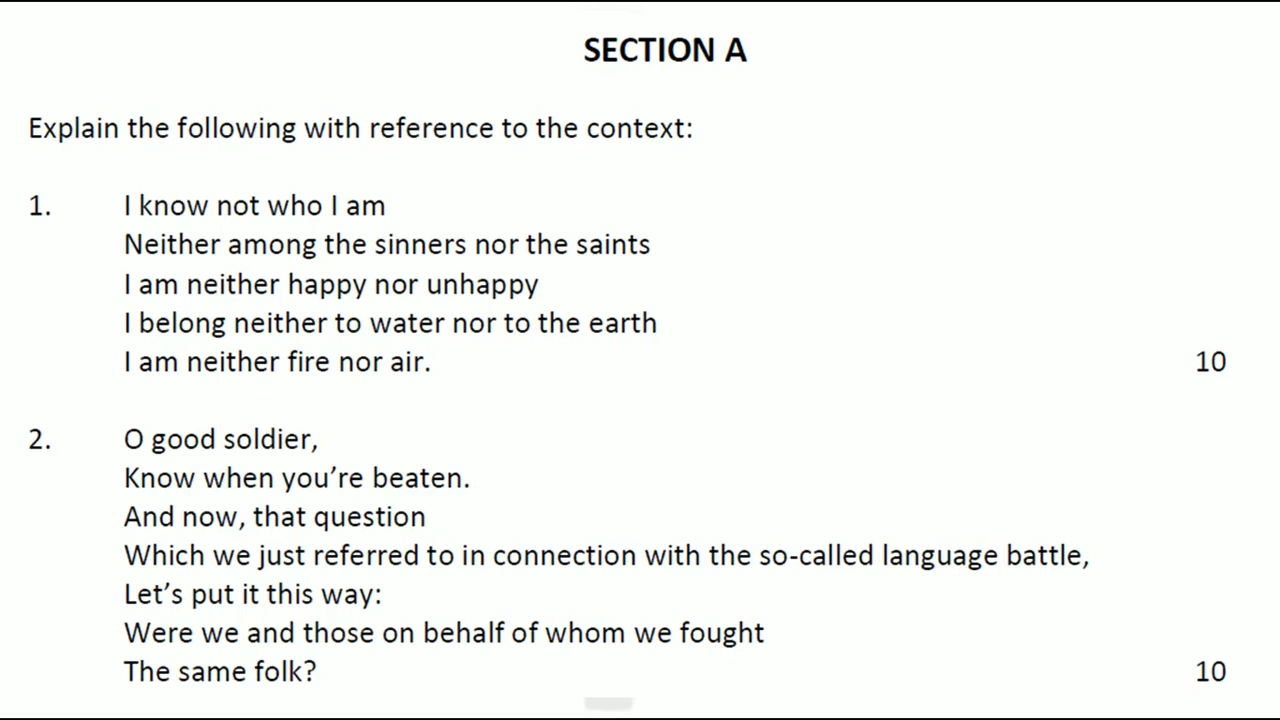 SECTION A
Explain the following with reference to the context:
1. I know not who I am
Neither among the sinners nor the saints
I am neither happy nor unhappy
I belong neither to water nor to the earth
I am neither fire nor air. 10
2. O good soldier,
Know when you’re beaten.
And now, that question
Which we just referred to in connection with the so-called language battle,
Let’s put it this way:
Were we and those on behalf of whom we fought
The same folk? 10